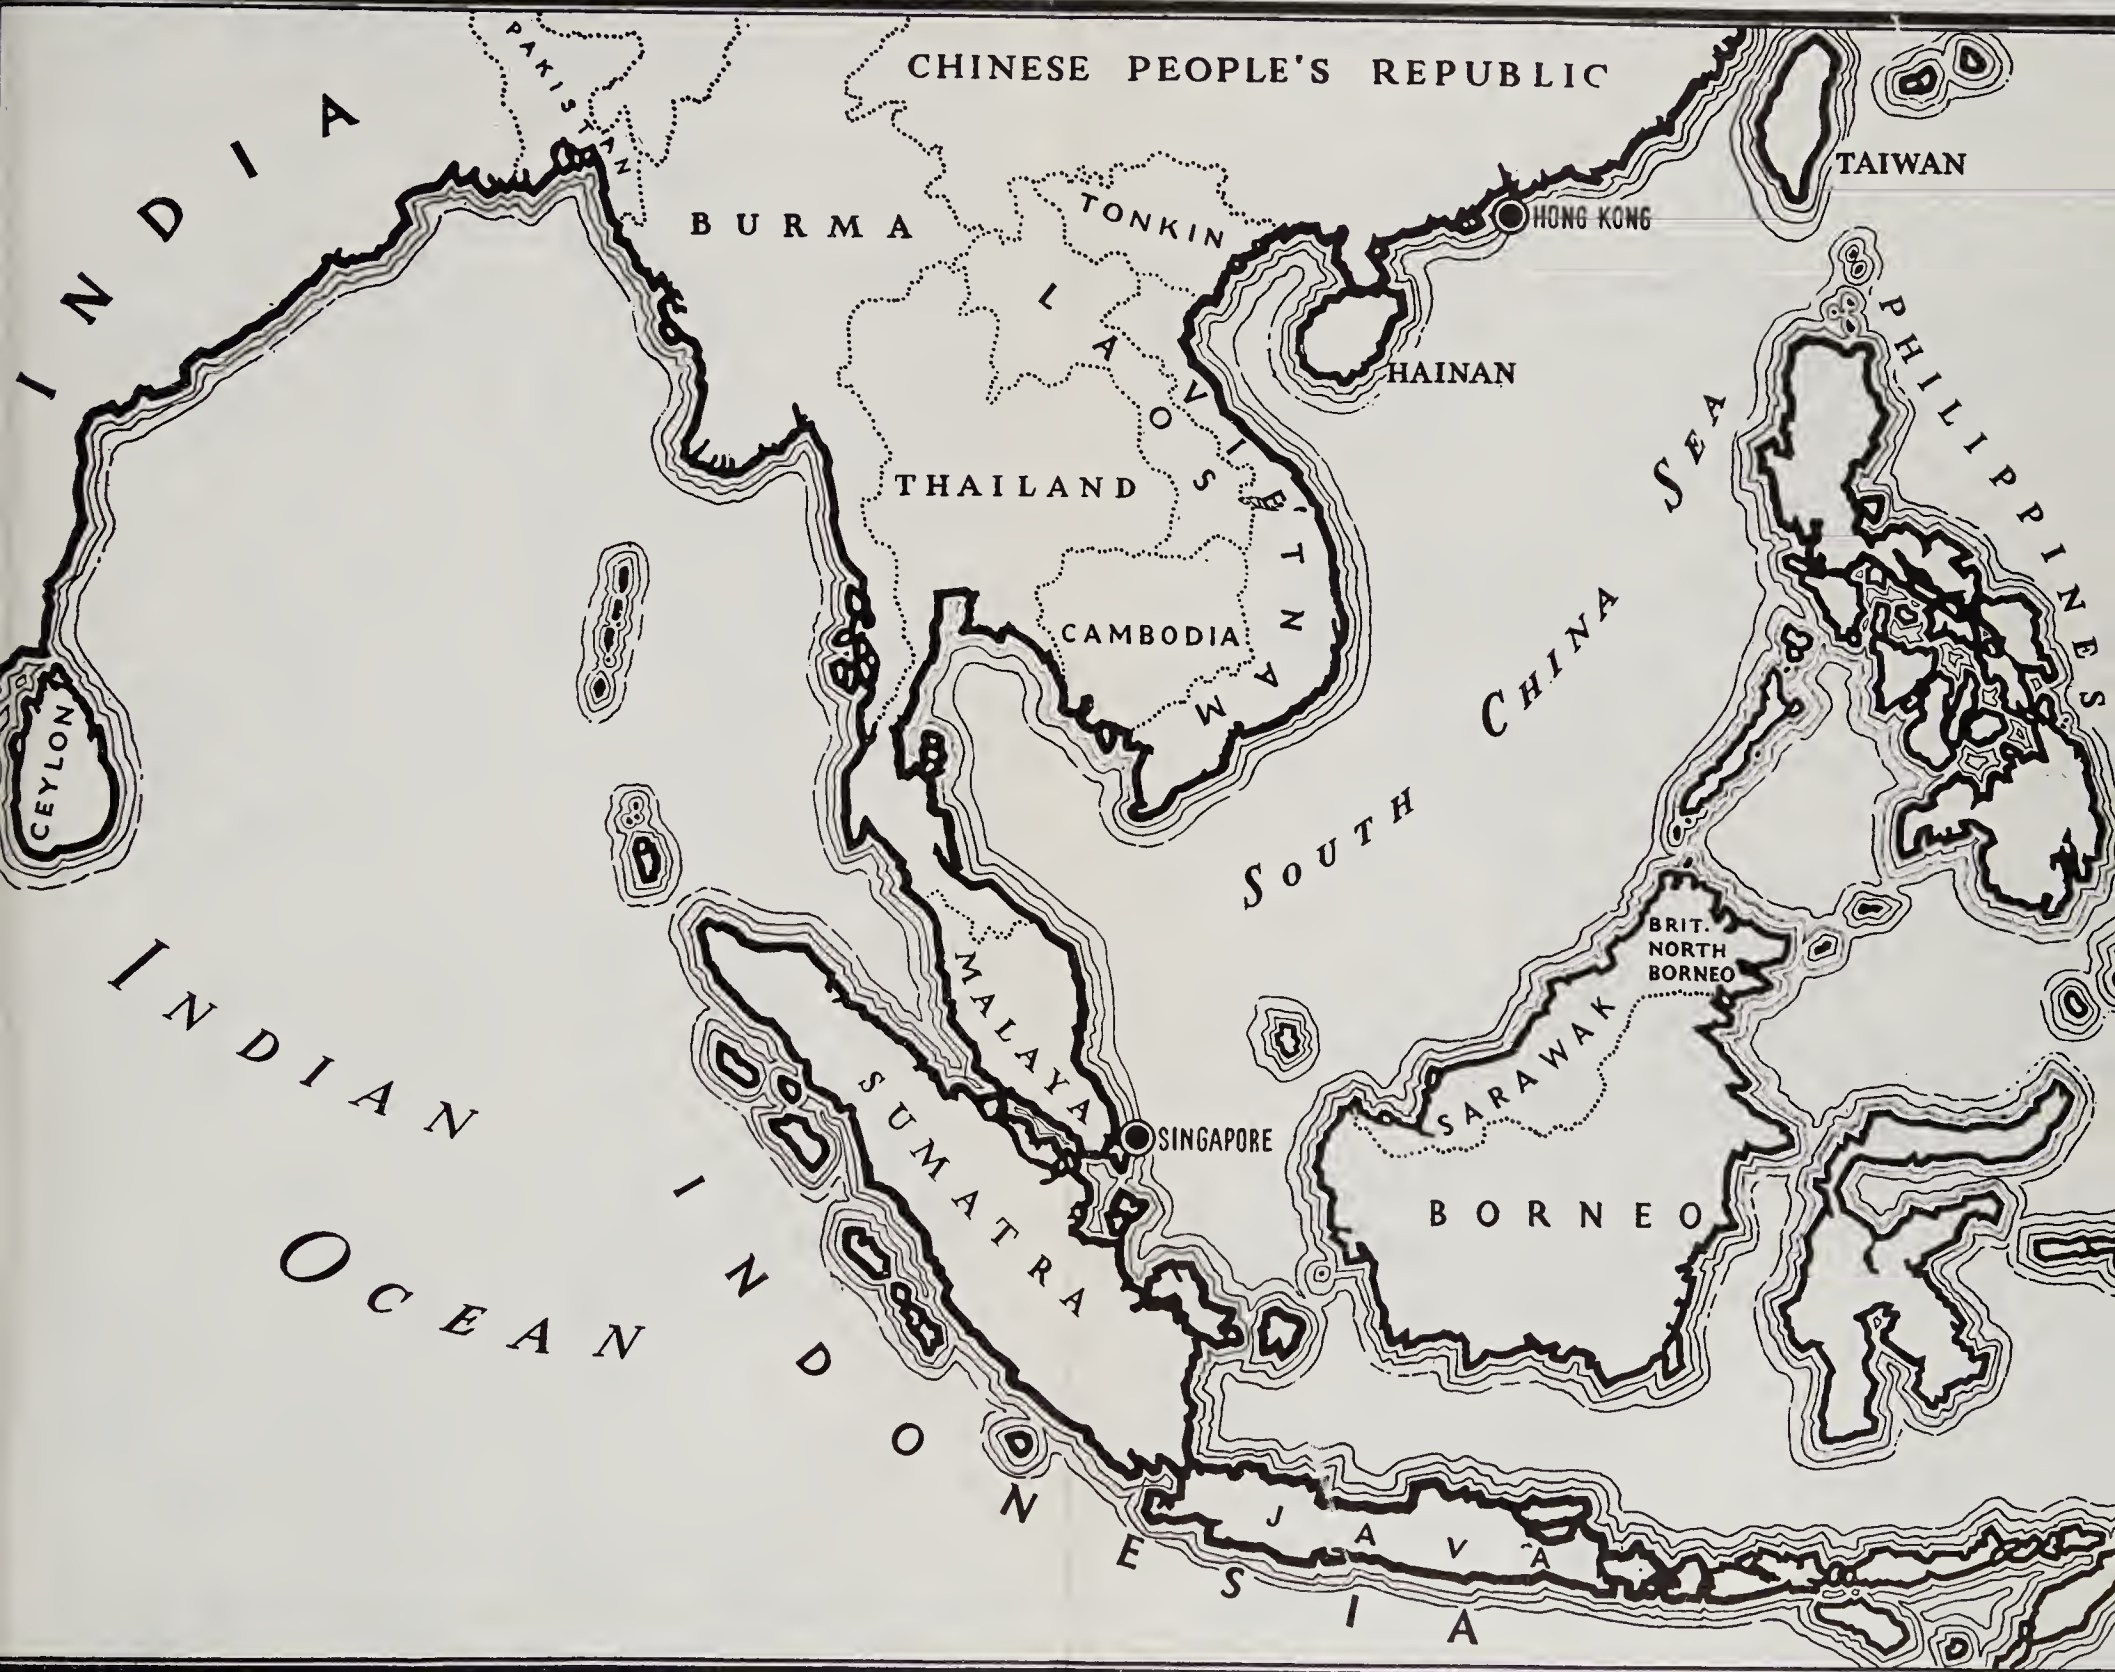 PAKISTAN
CHINESE PEOPLE'S REPUBLIC
INDIA
TAIWAN
TONKIN
BURMA
HONG KONG
LAOS
HAINAN
PHILIPPINES
VIETNAM
THAILAND
SOUTH CHINA SEA
CAMBODIA
CEYLON
BRIT.
NORTH
BORNEO
MALAYA
SARAWAK
INDIAN
OCEAN
SUMATRA
SINGAPORE
BORNEO
INDONESIA
JAVA